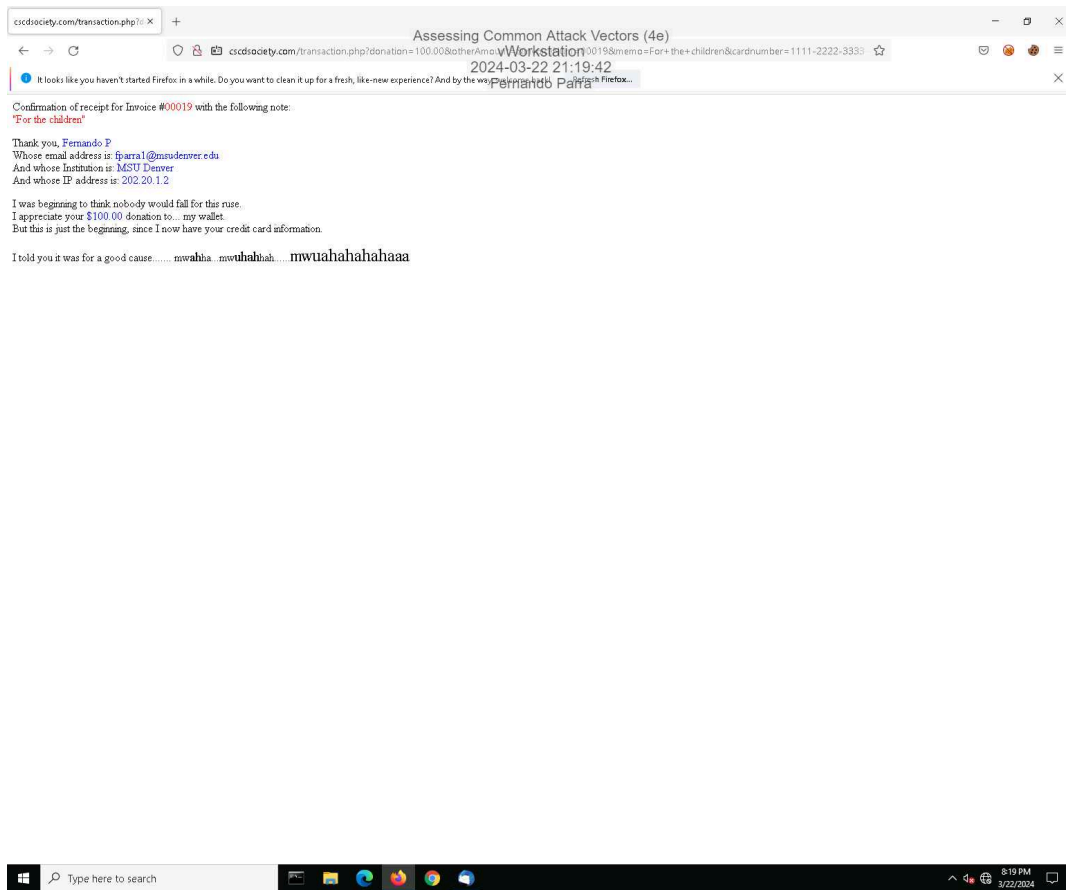 cscdsociety.com/transaction.php?
Assessing Common Attack Vectors (4e)
cscdsociety.com/transaction.php?donation=100.00&otherAmou 00019&memo=For+the+children&cardnumber=1111-2222-3333
vWorkstation
2024-03-22 21:19:42
It looks like you haven't started Firefox in a while. Do you want to clean it up for a fresh, like-new experience? And by the way, welcome back! Refresh Firefox...
Fernando Parra
Confirmation of receipt for Invoice #00019 with the following note:
"For the children"
Thank you, Fernando P
Whose email address is: fparra1@msudenver.edu
And whose Institution is: MSU Denver
And whose IP address is: 202.20.1.2
I was beginning to think nobody would fall for this ruse.
I appreciate your $100.00 donation to... my wallet.
But this is just the beginning, since I now have your credit card information.
I told you it was for a good cause....... mwahha...mwuhahhah......mwuahahahahaaa
Type here to search
8:19 PM
3/22/2024